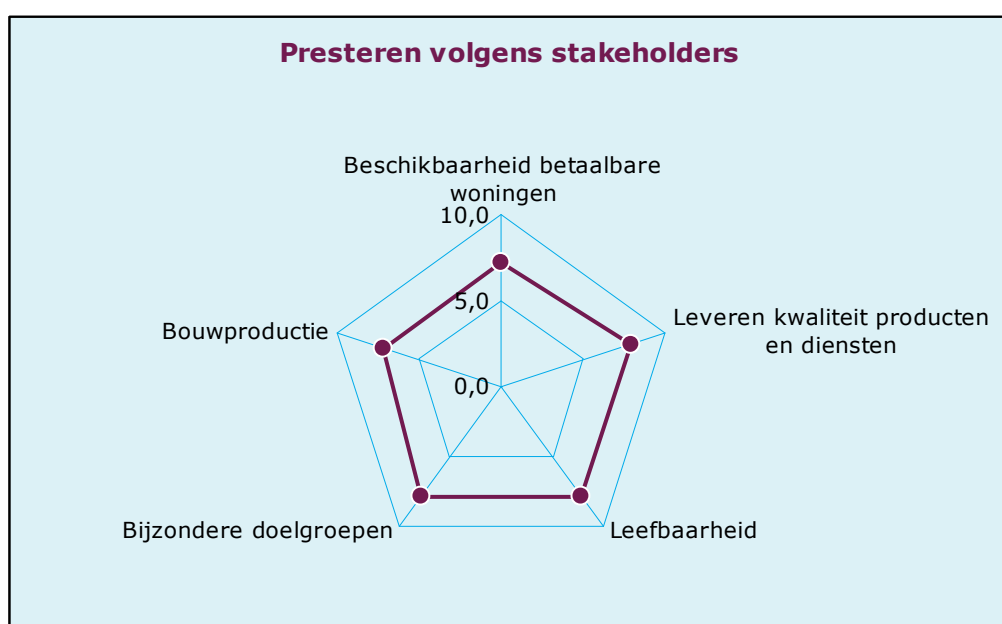 Presteren volgens stakeholders
Beschikbaarheid betaalbare
woningen
10,0
5,0
0,0
Leveren kwaliteit producten
en diensten
Leefbaarheid
Bijzondere doelgroepen
Bouwproductie